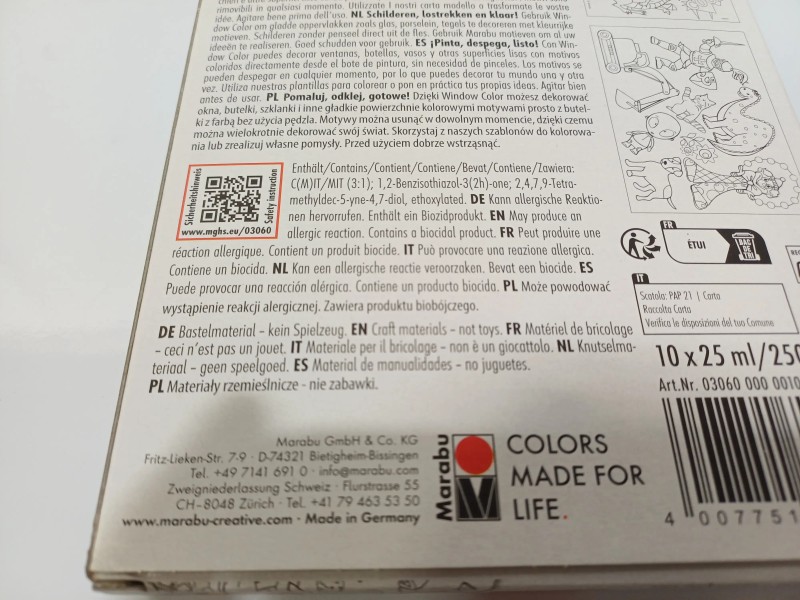 rimovibili in qualsiasi momento. Utilizzate i nostri carta modello a trasformate le vostre
idée. Agitare bene prima dell'uso. NL Schilderen, lostrekken en klaar! Gebruik Win-
dow Color om gladde oppervlakken zoals glas, porselein, tegels te decoreren met kleurrijke
motieven. Schilderen zonder penseel direct uit de fles. Gebruik Marabu motieven om al uw
ideeën te realiseren. Goed schudden voor gebruik. ES ¡Pinta, despega, listo! Con Win-
dow Color puedes decorar ventanas, botellas, vasos y otras superficies lisas con motivos
coloridos directamente desde el bote de pintura, sin necesidad de pinceles. Los motivos se
pueden despegar en cualquier momento, por lo que puedes decorar tu mundo una y otra
vez. Utiliza nuestras plantillas para colorear o pon en práctica tus propias ideas. Agitar bien
antes de usar. PL Pomaluj, odklej, gotowe! Dzięki Window Color możesz dekorować
okna, butelki, szklanki i inne gładkie powierzchnie kolorowymi motywami prosto z butel-
ki z farbą bez użycia pędzla. Motywy można usunąć w dowolnym momencie, dzięki czemu
można wielokrotnie dekorować swój świat. Skorzystaj z naszych szablonów do kolorowa-
nia lub zrealizuj własne pomysły. Przed użyciem dobrze wstrząsnąć.
Sicherheitshinweis
Safety instruction
www.mghs.eu/03060
Enthält/Contains/Contient/Contiene/Bevat/Contiene/Zawiera:
C(M)IT/MIT (3:1); 1,2-Benzisothiazol-3(2h)-one; 2,4,7,9-Tetra-
methyldec-5-yne-4,7-diol, ethoxylated. DE Kann allergische Reaktio-
nen hervorrufen. Enthält ein Biozidprodukt. EN May produce an
allergic reaction. Contains a biocidal product. FR Peut produire une
réaction allergique. Contient un produit biocide. IT Può provocare una reazione allergica.
Contiene un biocida. NL Kan een allergische reactie veroorzaken. Bevat een biocide. ES
Puede provocar una reacción alérgica. Contiene un producto biocida. PL Może powodować
wystąpienie reakcji alergicznej. Zawiera produktu biobójczego.
DE Bastelmaterial – kein Spielzeug. EN Craft materials – not toys. FR Matériel de bricolage
– ceci n'est pas un jouet. IT Materiale per il bricolage – non è un giocattolo. NL Knutselma-
teriaal – geen speelgoed. ES Material de manualidades – no juguetes.
PL Materiały rzemieślnicze - nie zabawki.
FR
ÉTUI
BAC DE TRI
IT
Scatola: PAP 21 | Carta
Raccolta Carta
Verifica le disposizioni del tuo Comune
10 x 25 ml/250
Art.Nr. 03060 000 0010
4 007751
Marabu GmbH & Co. KG
Fritz-Lieken-Str. 7-9 · D-74321 Bietigheim-Bissingen
Tel. +49 7141 691 0 · info@marabu.com
Zweigniederlassung Schweiz · Flurstrasse 55
CH-8048 Zürich · Tel. +41 79 463 53 50
www.marabu-creative.com · Made in Germany
Marabu
COLORS
MADE FOR
LIFE.